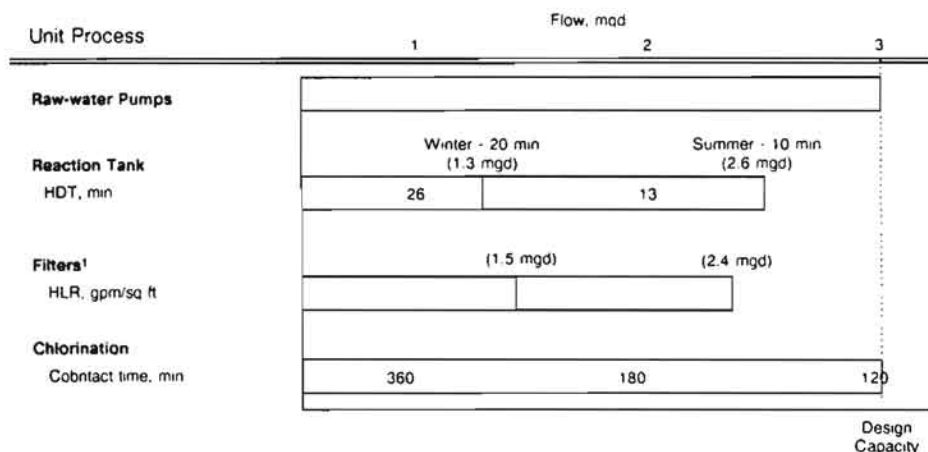 Flow, mgd
Unit Process
1 2 3
Raw-water Pumps
Winter - 20 min Summer - 10 min
Reaction Tank (1.3 mgd) (2.6 mgd)
HDT, min 26 13
Filters¹ (1.5 mgd) (2.4 mgd)
HLR, gpm/sq ft
Chlorination
Cobntact time, min 360 180 120
Design
Capacity